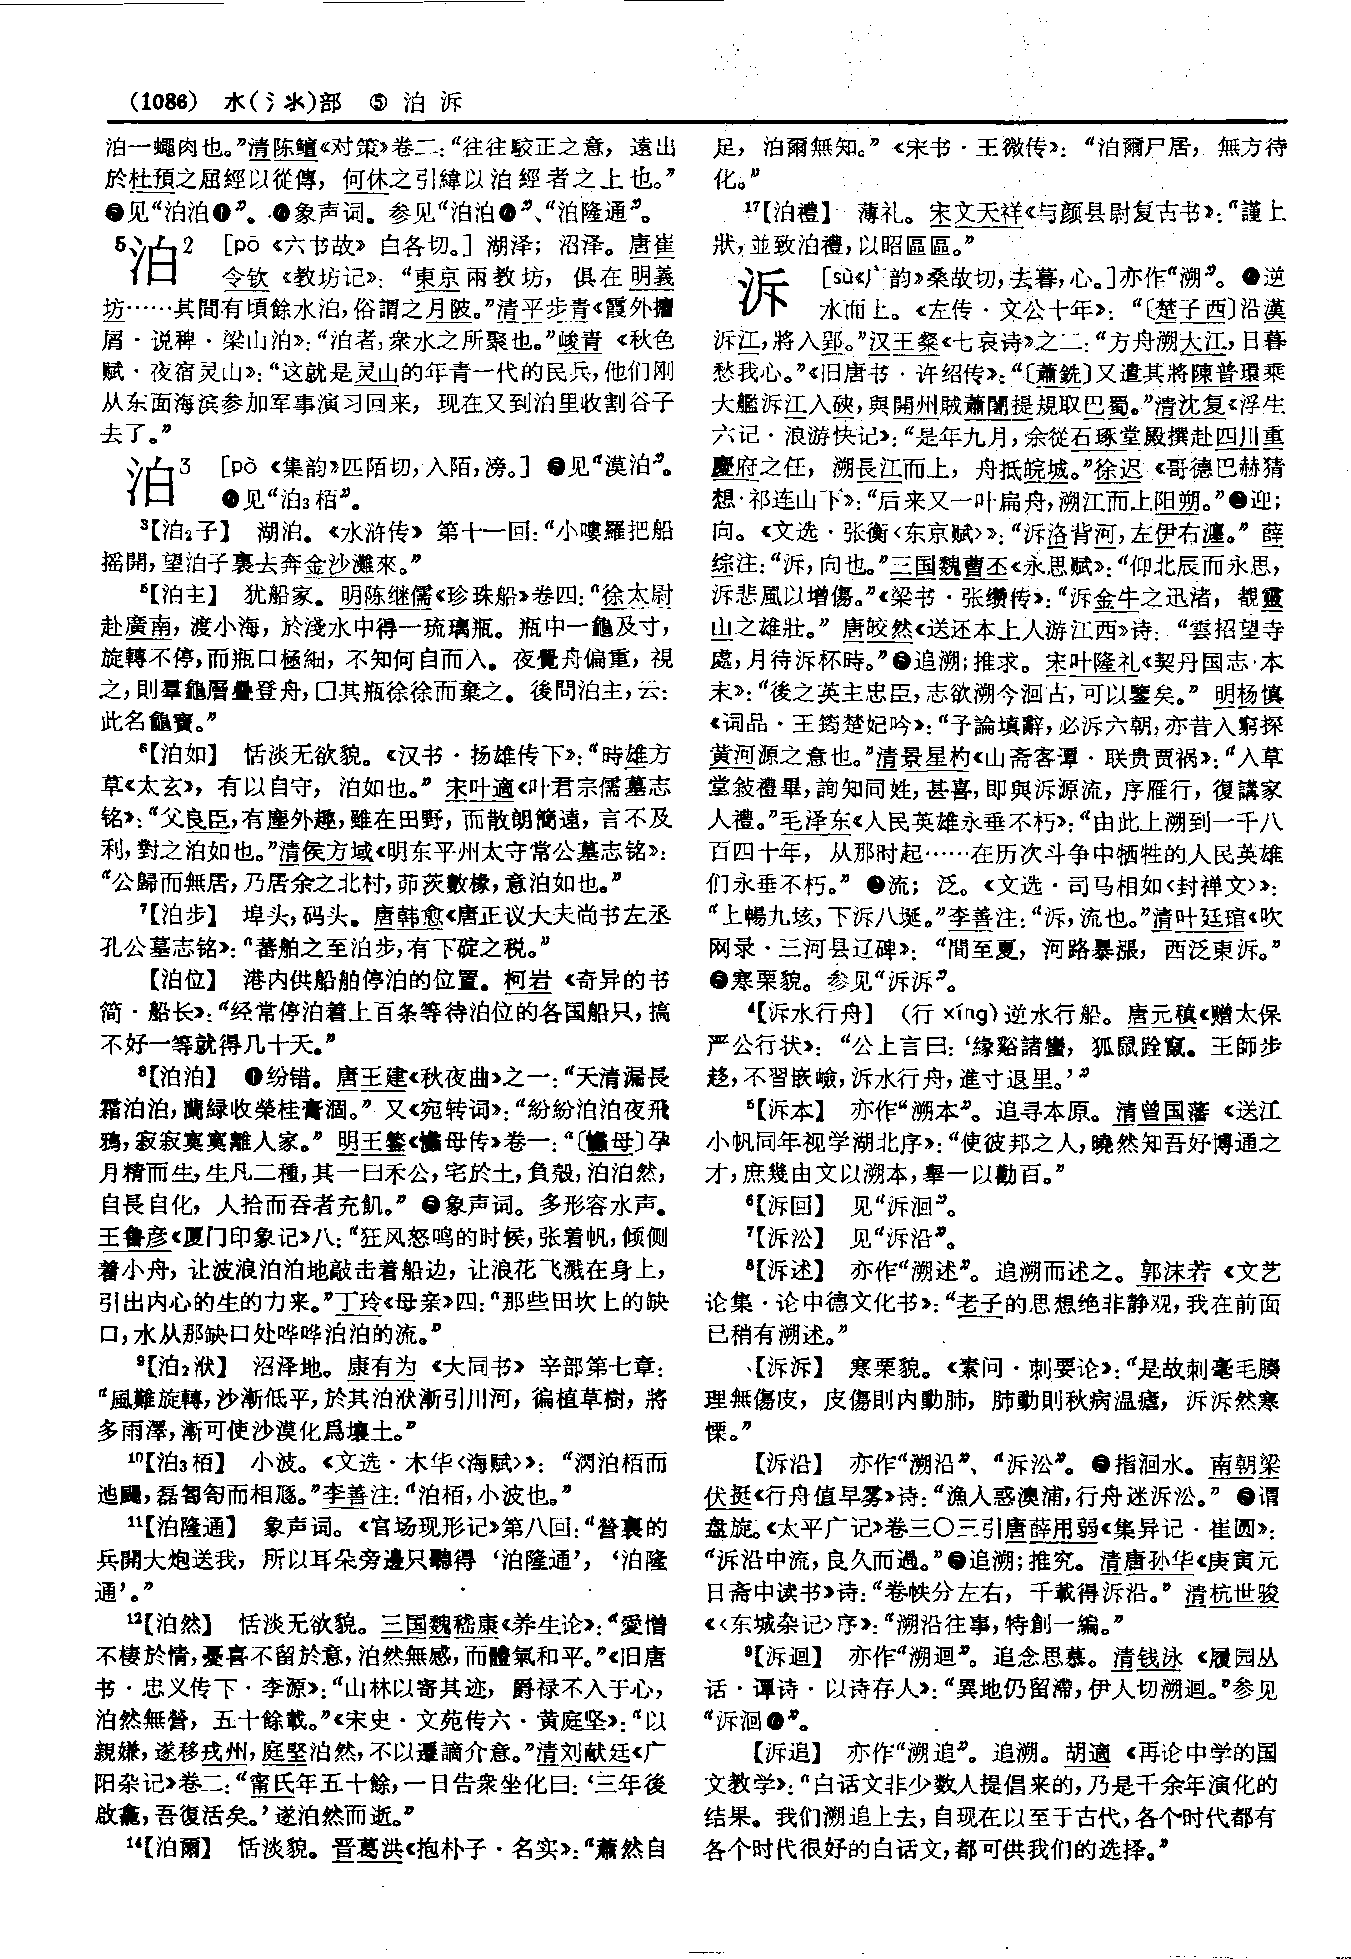 (1086) 水(氵氺)部 ⑤ 泊 泝
泊一蠅肉也。”清陈鳣《对策》卷二：“往往駮正之意，遠出
於杜預之屈經以從傳，何休之引緯以泊經者之上也。”
❺见“泊泊❶”。❻象声词。参见“泊泊❷”、“泊隆通”。
5泊2 [pō《六书故》白各切。]湖泽；沼泽。唐崔
令钦《教坊记》：“東京兩教坊，俱在明義
坊……其間有頃餘水泊，俗謂之月陂。”清平步青《霞外攟
屑·说稗·梁山泊》：“泊者，衆水之所聚也。”峻青《秋色
赋·夜宿灵山》：“这就是灵山的年青一代的民兵，他们刚
从东面海滨参加军事演习回来，现在又到泊里收割谷子
去了。”
泊3 [pò《集韵》匹陌切，入陌，滂。]❶见“漠泊”。
❷见“泊3栢”。
3【泊2子】 湖泊。《水浒传》第十一回：“小嘍羅把船
摇開，望泊子裏去奔金沙灘來。”
5【泊主】 犹船家。明陈继儒《珍珠船》卷四：“徐太尉
赴廣南，渡小海，於淺水中得一琉璃瓶。瓶中一龜及寸，
旋轉不停，而瓶口極細，不知何自而入。夜覺舟偏重，視
之，則羣龜層疊登舟，囗其瓶徐徐而棄之。後問泊主，云：
此名龜寶。”
6【泊如】 恬淡无欲貌。《汉书·扬雄传下》：“時雄方
草《太玄》，有以自守，泊如也。”宋叶適《叶君宗儒墓志
铭》：“父良臣，有塵外趣，雖在田野，而散朗簡遠，言不及
利，對之泊如也。”清侯方域《明东平州太守常公墓志铭》：
“公歸而無居，乃居余之北村，茆茨數椽，意泊如也。”
7【泊步】 埠头，码头。唐韩愈《唐正议大夫尚书左丞
孔公墓志铭》：“蕃舶之至泊步，有下碇之税。”
【泊位】 港内供船舶停泊的位置。柯岩《奇异的书
简·船长》：“经常停泊着上百条等待泊位的各国船只，搞
不好一等就得几十天。”
8【泊泊】 ❶纷错。唐王建《秋夜曲》之一：“天清漏長
霜泊泊，蘭緑收榮桂膏涸。”又《宛转词》：“紛紛泊泊夜飛
鴉，寂寂寞寞離人家。”明王鏊《蟂母传》卷一：“〔蟂母〕孕
月精而生，生凡二種，其一曰禾公，宅於土，負殼，泊泊然，
自長自化，人拾而吞者充飢。”❷象声词。多形容水声。
王鲁彦《厦门印象记》八：“狂风怒鸣的时侯，张着帆，倾侧
着小舟，让波浪泊泊地敲击着船边，让浪花飞溅在身上，
引出内心的生的力来。”丁玲《母亲》四：“那些田坎上的缺
口，水从那缺口处哗哗泊泊的流。”
9【泊2洑】 沼泽地。康有为《大同书》辛部第七章：
“風難旋轉，沙漸低平，於其泊洑漸引川河，徧植草樹，將
多雨澤，漸可使沙漠化爲壤土。”
10【泊3栢】 小波。《文选·木华〈海赋〉》：“㴸泊栢而
迆颺，磊匒匌而相豗。”李善注：“泊栢，小波也。”
11【泊隆通】 象声词。《官场现形记》第八回：“營裏的
兵開大炮送我，所以耳朵旁邊只聽得‘泊隆通’，‘泊隆
通’。”
12【泊然】 恬淡无欲貌。三国魏嵇康《养生论》：“愛憎
不棲於情，憂喜不留於意，泊然無感，而體氣和平。”《旧唐
书·忠义传下·李源》：“山林以寄其迹，爵禄不入于心，
泊然無營，五十餘載。”《宋史·文苑传六·黄庭坚》：“以
親嫌，遂移戎州，庭堅泊然，不以遷謫介意。”清刘献廷《广
阳杂记》卷二：“甯氏年五十餘，一日告衆坐化曰：‘三年後
啟龕，吾復活矣。’遂泊然而逝。”
14【泊爾】 恬淡貌。晋葛洪《抱朴子·名实》：“蕭然自
足，泊爾無知。”《宋书·王微传》：“泊爾尸居，無方待
化。”
17【泊禮】 薄礼。宋文天祥《与颜县尉复古书》：“謹上
狀，並致泊禮，以昭區區。”
泝 [sù《广韵》桑故切，去暮，心。]亦作“溯”。❶逆
水而上。《左传·文公十年》：“〔楚子西〕沿漢
泝江，將入郢。”汉王粲《七哀诗》之二：“方舟溯大江，日暮
愁我心。”《旧唐书·许绍传》：“〔蕭銑〕又遣其將陳普環乘
大艦泝江入硤，與開州賊蕭闍提規取巴蜀。”清沈复《浮生
六记·浪游快记》：“是年九月，余從石琢堂殿撰赴四川重
慶府之任，溯長江而上，舟抵皖城。”徐迟《哥德巴赫猜
想·祁连山下》：“后来又一叶扁舟，溯江而上阳朔。”❷迎；
向。《文选·张衡〈东京赋〉》：“泝洛背河，左伊右瀍。”薛
综注：“泝，向也。”三国魏曹丕《永思赋》：“仰北辰而永思，
泝悲風以增傷。”《梁书·张缵传》：“泝金牛之迅渚，覩靈
山之雄壯。”唐皎然《送还本上人游江西》诗：“雲招望寺
處，月待泝杯時。”❸追溯；推求。宋叶隆礼《契丹国志·本
末》：“後之英主忠臣，志欲溯今洄古，可以鑒矣。”明杨慎
《词品·王筠楚妃吟》：“予論填辭，必泝六朝，亦昔人窮探
黄河源之意也。”清景星杓《山斋客谭·联贵贾祸》：“入草
堂敍禮畢，詢知同姓，甚喜，即與泝源流，序雁行，復講家
人禮。”毛泽东《人民英雄永垂不朽》：“由此上溯到一千八
百四十年，从那时起……在历次斗争中牺牲的人民英雄
们永垂不朽。”❹流；泛。《文选·司马相如〈封禅文〉》：
“上暢九垓，下泝八埏。”李善注：“泝，流也。”清叶廷琯《吹
网录·三河县辽碑》：“間至夏，河路暴漲，西泛東泝。”
❺寒栗貌。参见“泝泝”。
4【泝水行舟】 (行 xíng)逆水行船。唐元稹《赠太保
严公行状》：“公上言曰：‘緣谿諸蠻，狐鼠跧竄。王師步
趍，不習嵌嶮，泝水行舟，進寸退里。’”
5【泝本】 亦作“溯本”。追寻本原。清曾国藩《送江
小帆同年视学湖北序》：“使彼邦之人，曉然知吾好博通之
才，庶幾由文以溯本，舉一以勸百。”
6【泝回】 见“泝洄”。
7【泝㳂】 见“泝沿”。
8【泝述】 亦作“溯述”。追溯而述之。郭沫若《文艺
论集·论中德文化书》：“老子的思想绝非静观，我在前面
已稍有溯述。”
【泝泝】 寒栗貌。《素问·刺要论》：“是故刺毫毛腠
理無傷皮，皮傷則内動肺，肺動則秋病温瘧，泝泝然寒
慄。”
【泝沿】 亦作“溯沿”、“泝㳂”。❶指洄水。南朝梁
伏挺《行舟值早雾》诗：“漁人惑澳浦，行舟迷泝㳂。”❷谓
盘旋。《太平广记》卷三〇三引唐薛用弱《集异记·崔圆》：
“泝沿中流，良久而過。”❸追溯；推究。清唐孙华《庚寅元
日斋中读书》诗：“卷帙分左右，千載得泝沿。”清杭世骏
《〈东城杂记〉序》：“溯沿往事，特創一編。”
9【泝迴】 亦作“溯迴”。追念思慕。清钱泳《履园丛
话·谭诗·以诗存人》：“異地仍留滯，伊人切溯迴。”参见
“泝洄❷”。
【泝追】 亦作“溯追”。追溯。胡適《再论中学的国
文教学》：“白话文非少数人提倡来的，乃是千余年演化的
结果。我们溯追上去，自现在以至于古代，各个时代都有
各个时代很好的白话文，都可供我们的选择。”